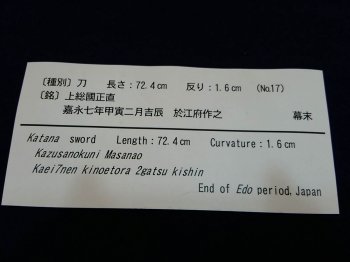 〔種別〕刀 長さ:72.4㎝ 反り:1.6㎝ (No.17)
〔銘〕上総國正直
嘉永七年甲寅二月吉辰 於江府作之 幕末
Katana sword Length:72.4㎝ Curvature:1.6㎝
Kazusanokuni Masanao
Kaei7nen kinoetora 2gatsu kishin
End of Edo period, Japan